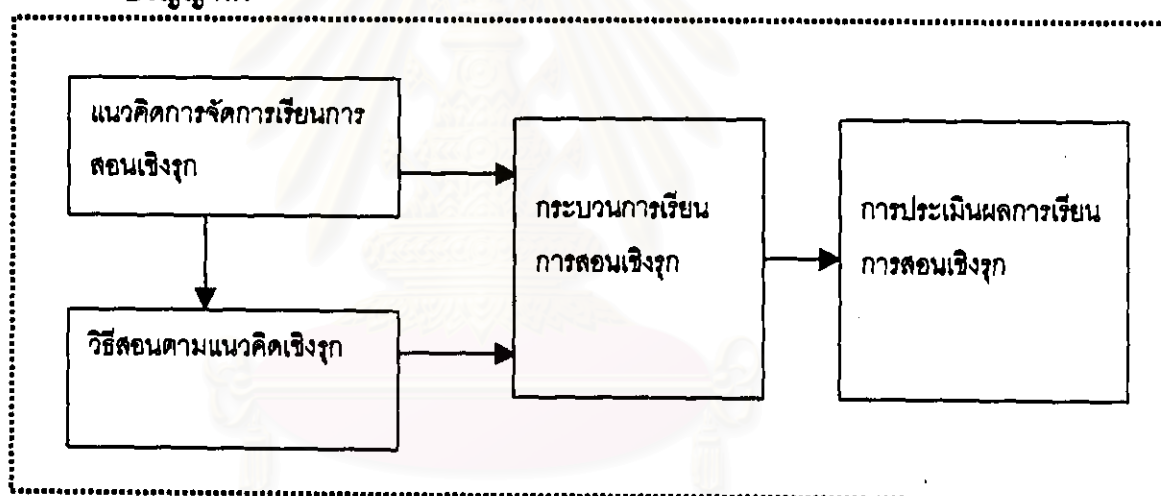 แนวคิดการจัดการเรียนการ
สอนเชิงรุก
วิธีสอนตามแนวคิดเชิงรุก
กระบวนการเรียน
การสอนเชิงรุก
การประเมินผลการเรียน
การสอนเชิงรุก